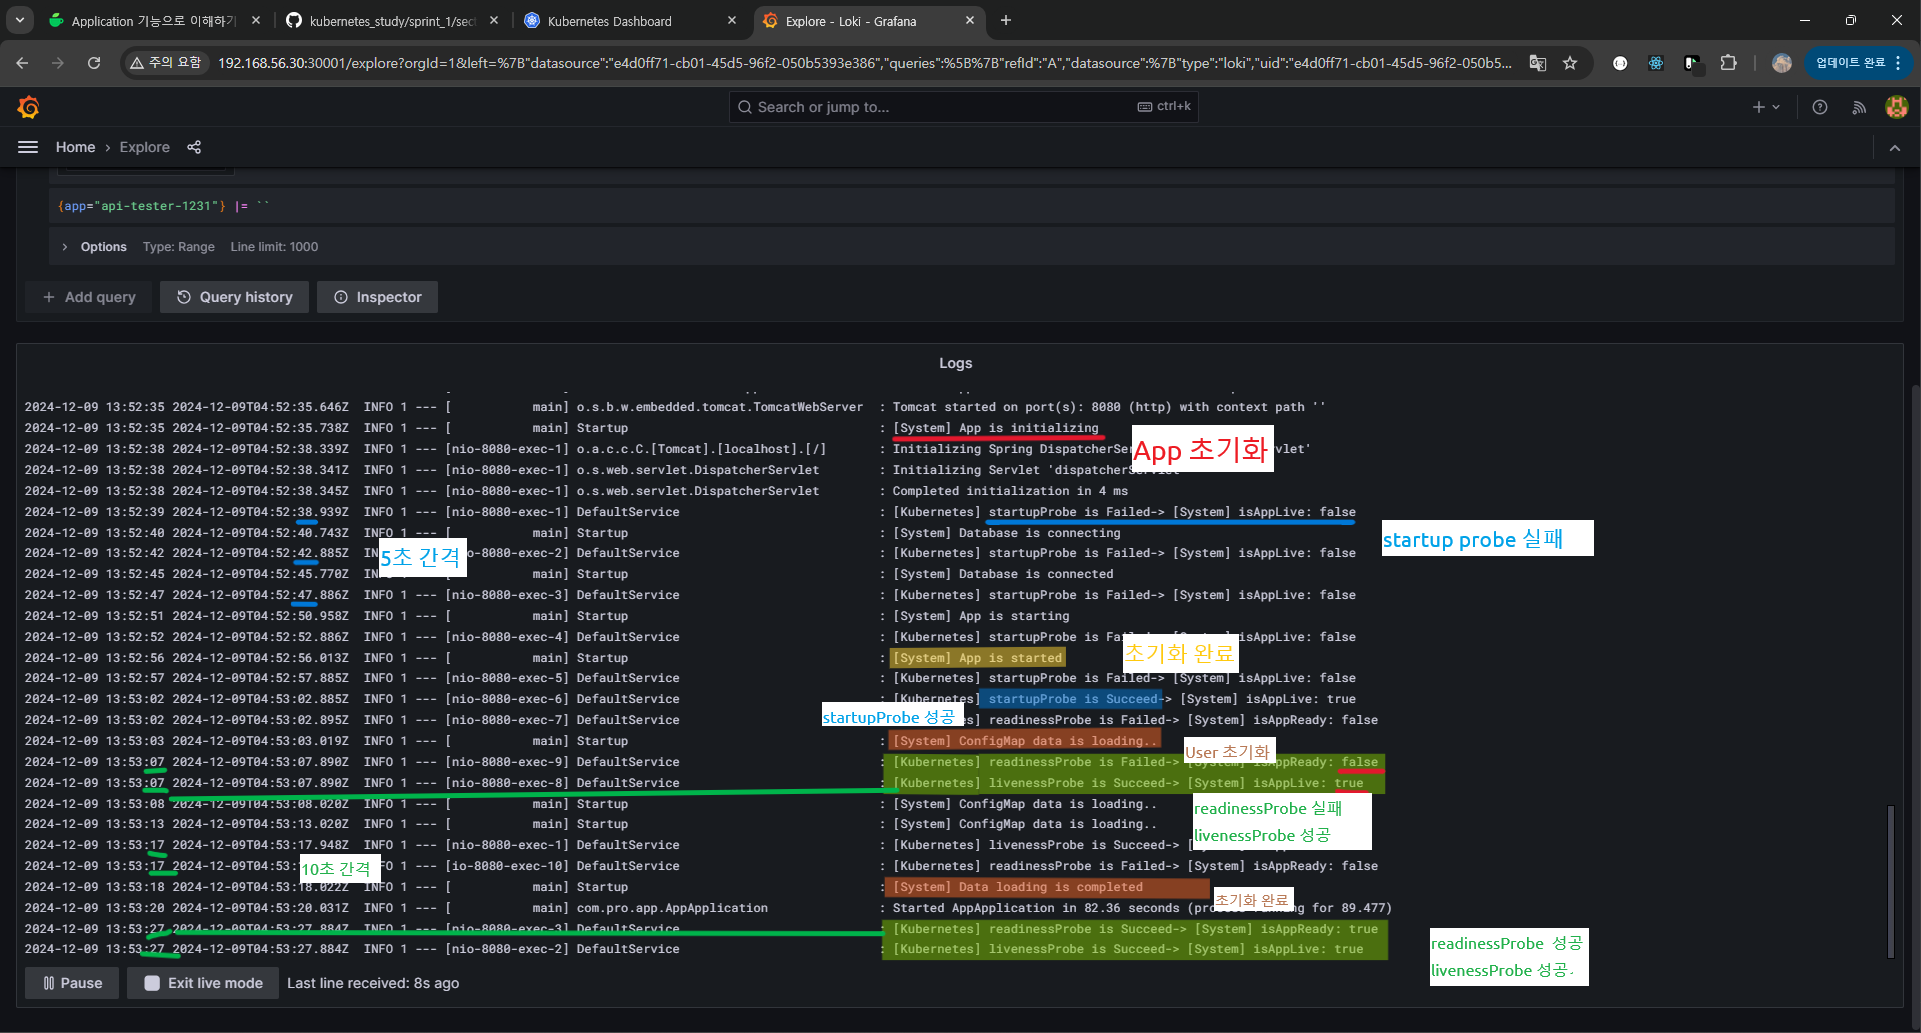 Application 기능으로 이해하기
kubernetes_study/sprint_1/sect
Kubernetes Dashboard
Explore - Loki - Grafana
주의 요함
192.168.56.30:30001/explore?orgId=1&left=%7B"datasource":"e4d0ff71-cb01-45d5-96f2-050b5393e386","queries":%5B%7B"refId":"A","datasource":%7B"type":"loki","uid":"e4d0ff71-cb01-45d5-96f2-050b5...
업데이트 완료
Search or jump to...
ctrl+k
Home › Explore
{app="api-tester-1231"} |= ``
Options Type: Range Line limit: 1000
+ Add query
Query history
Inspector
Logs
2024-12-09 13:52:35 2024-12-09T04:52:35.646Z INFO 1 --- [ main] o.s.b.w.embedded.tomcat.TomcatWebServer : Tomcat started on port(s): 8080 (http) with context path ''
2024-12-09 13:52:35 2024-12-09T04:52:35.738Z INFO 1 --- [ main] Startup : [System] App is initializing
App 초기화
2024-12-09 13:52:38 2024-12-09T04:52:38.339Z INFO 1 --- [nio-8080-exec-1] o.a.c.c.C.[Tomcat].[localhost].[/] : Initializing Spring DispatcherSer vlet'
2024-12-09 13:52:38 2024-12-09T04:52:38.341Z INFO 1 --- [nio-8080-exec-1] o.s.web.servlet.DispatcherServlet : Initializing Servlet 'dispatcherServlet'
2024-12-09 13:52:38 2024-12-09T04:52:38.345Z INFO 1 --- [nio-8080-exec-1] o.s.web.servlet.DispatcherServlet : Completed initialization in 4 ms
2024-12-09 13:52:39 2024-12-09T04:52:38.939Z INFO 1 --- [nio-8080-exec-1] DefaultService : [Kubernetes] startupProbe is Failed-> [System] isAppLive: false
startup probe 실패
2024-12-09 13:52:40 2024-12-09T04:52:40.743Z INFO 1 --- [ main] Startup : [System] Database is connecting
5초 간격
2024-12-09 13:52:42 2024-12-09T04:52:42.885Z o-8080-exec-2] DefaultService : [Kubernetes] startupProbe is Failed-> [System] isAppLive: false
2024-12-09 13:52:45 2024-12-09T04:52:45.770Z INFO 1 --- [ main] Startup : [System] Database is connected
2024-12-09 13:52:47 2024-12-09T04:52:47.886Z INFO 1 --- [nio-8080-exec-3] DefaultService : [Kubernetes] startupProbe is Failed-> [System] isAppLive: false
2024-12-09 13:52:51 2024-12-09T04:52:50.958Z INFO 1 --- [ main] Startup : [System] App is starting
2024-12-09 13:52:52 2024-12-09T04:52:52.886Z INFO 1 --- [nio-8080-exec-4] DefaultService : [Kubernetes] startupProbe is Failed-> [System] isAppLive: false
2024-12-09 13:52:56 2024-12-09T04:52:56.013Z INFO 1 --- [ main] Startup : [System] App is started
초기화 완료
2024-12-09 13:52:57 2024-12-09T04:52:57.885Z INFO 1 --- [nio-8080-exec-5] DefaultService : [Kubernetes] startupProbe is Failed-> [System] isAppLive: false
2024-12-09 13:53:02 2024-12-09T04:53:02.885Z INFO 1 --- [nio-8080-exec-6] DefaultService : [Kubernetes] startupProbe is Succeed-> [System] isAppLive: true
startupProbe 성공
2024-12-09 13:53:02 2024-12-09T04:53:02.895Z INFO 1 --- [nio-8080-exec-7] DefaultService es] readinessProbe is Failed-> [System] isAppReady: false
2024-12-09 13:53:03 2024-12-09T04:53:03.019Z INFO 1 --- [ main] Startup : [System] ConfigMap data is loading..
User 초기화
2024-12-09 13:53:07 2024-12-09T04:53:07.890Z INFO 1 --- [nio-8080-exec-9] DefaultService : [Kubernetes] readinessProbe is Failed-> [System] isAppReady: false
2024-12-09 13:53:07 2024-12-09T04:53:07.890Z INFO 1 --- [nio-8080-exec-8] DefaultService : [Kubernetes] livenessProbe is Succeed-> [System] isAppLive: true
2024-12-09 13:53:08 2024-12-09T04:53:08.020Z INFO 1 --- [ main] Startup : [System] ConfigMap data is loading..
readinessProbe 실패
2024-12-09 13:53:13 2024-12-09T04:53:13.020Z INFO 1 --- [ main] Startup : [System] ConfigMap data is loading..
livenessProbe 성공
2024-12-09 13:53:17 2024-12-09T04:53:17.948Z INFO 1 --- [nio-8080-exec-1] DefaultService : [Kubernetes] livenessProbe is Succeed->
2024-12-09 13:53:17 2024-12-09T04:53: FO 1 --- [io-8080-exec-10] DefaultService : [Kubernetes] readinessProbe is Failed-> [System] isAppReady: false
10초 간격
2024-12-09 13:53:18 2024-12-09T04:53:18.022Z INFO 1 --- [ main] Startup : [System] Data loading is completed
초기화 완료
2024-12-09 13:53:20 2024-12-09T04:53:20.031Z INFO 1 --- [ main] com.pro.app.AppApplication : Started AppApplication in 82.36 seconds (process running for 89.477)
2024-12-09 13:53:27 2024-12-09T04:53:27.884Z INFO 1 --- [nio-8080-exec-3] DefaultService : [Kubernetes] readinessProbe is Succeed-> [System] isAppReady: true
readinessProbe 성공
2024-12-09 13:53:27 2024-12-09T04:53:27.884Z INFO 1 --- [nio-8080-exec-2] DefaultService : [Kubernetes] livenessProbe is Succeed-> [System] isAppLive: true
livenessProbe 성공
Pause
Exit live mode
Last line received: 8s ago